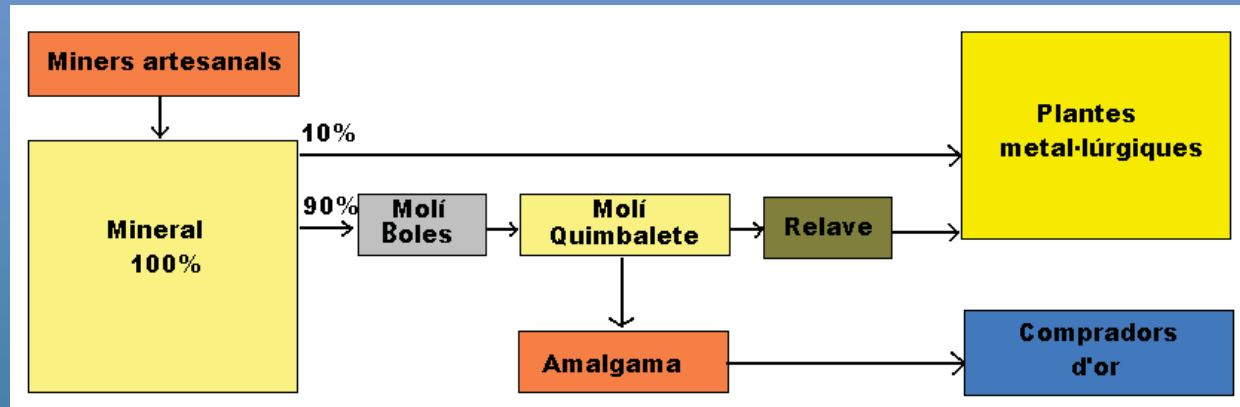 Miners artesanals
Mineral
100%
10%
90%
Molí
Boles
Molí
Quimbalete
Relave
Plantes
metal·lúrgiques
Amalgama
Compradors
d'or